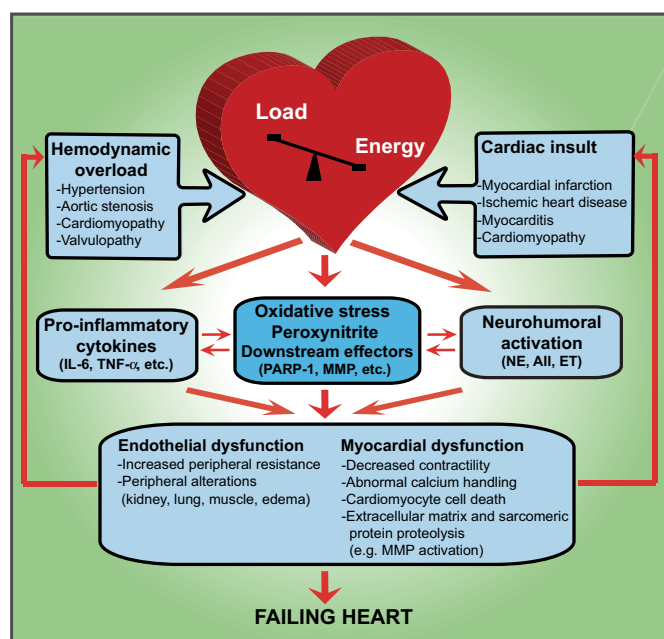 Load
Energy
Hemodynamic
overload
-Hypertension
-Aortic stenosis
-Cardiomyopathy
-Valvulopathy
Cardiac insult
-Myocardial infarction
-Ischemic heart disease
-Myocarditis
-Cardiomyopathy
Pro-inflammatory
cytokines
(IL-6, TNF-α, etc.)
Oxidative stress
Peroxynitrite
Downstream effectors
(PARP-1, MMP, etc.)
Neurohumoral
activation
(NE, AII, ET)
Endothelial dysfunction
-Increased peripheral resistance
-Peripheral alterations
(kidney, lung, muscle, edema)
Myocardial dysfunction
-Decreased contractility
-Abnormal calcium handling
-Cardiomyocyte cell death
-Extracellular matrix and sarcomeric
protein proteolysis
(e.g. MMP activation)
FAILING HEART